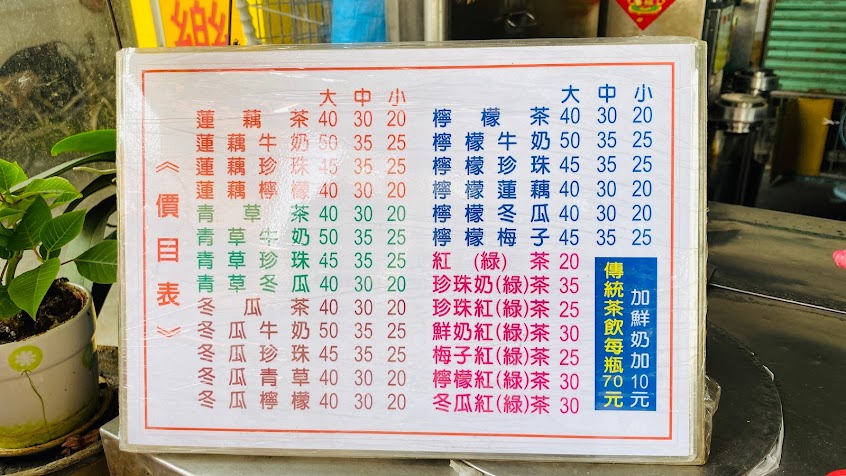 樂
《價目表》
大 中 小
蓮藕茶 40 30 20
蓮藕牛奶 50 35 25
蓮藕珍珠 45 35 25
蓮藕檸檬 40 30 20
青草茶 40 30 20
青草牛奶 50 35 25
青草珍珠 45 35 25
青草冬瓜 40 30 20
冬瓜茶 40 30 20
冬瓜牛奶 50 35 25
冬瓜珍珠 45 35 25
冬瓜青草 40 30 20
冬瓜檸檬 40 30 20
大 中 小
檸檬茶 40 30 20
檸檬牛奶 50 35 25
檸檬珍珠 45 35 25
檸檬蓮藕 40 30 20
檸檬冬瓜 40 30 20
檸檬梅子 45 35 25
紅(綠)茶 20
珍珠奶(綠)茶 35
珍珠紅(綠)茶 25
鮮奶紅(綠)茶 30
梅子紅(綠)茶 25
檸檬紅(綠)茶 30
冬瓜紅(綠)茶 30
加鮮奶加10元
傳統茶飲每瓶70元